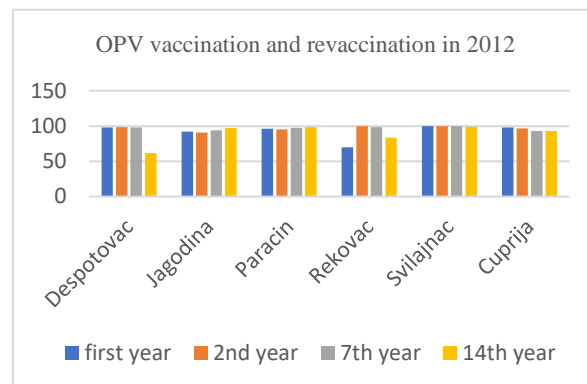 OPV vaccination and revaccination in 2012
150
100
50
0
Despotovac
Jagodina
Paracin
Rekovac
Svilajnac
Cuprija
first year
2nd year
7th year
14th year